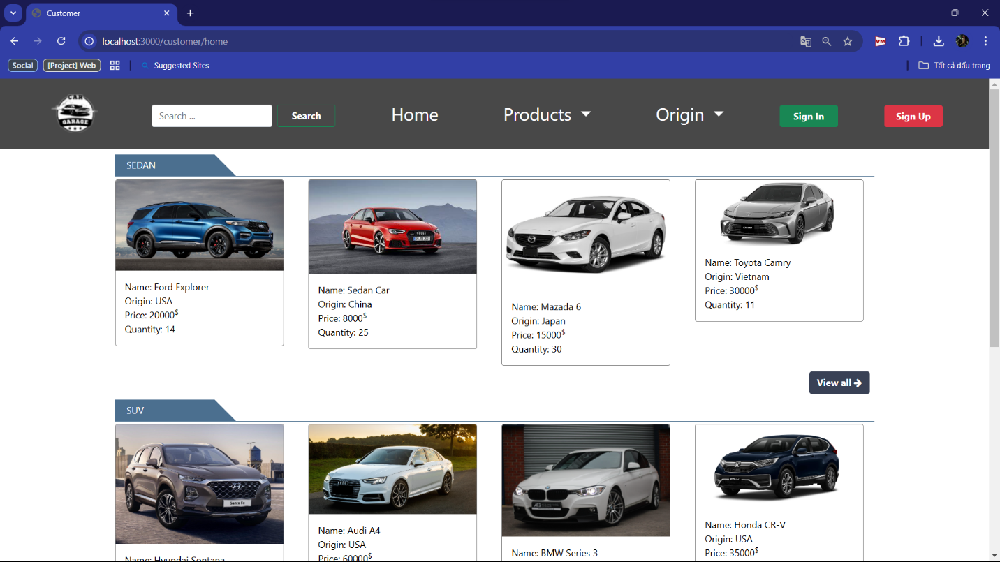 Customer
localhost:3000/customer/home
VM
Social
[Project] Web
Suggested Sites
Tất cả dấu trang
CAR
GARAGE
Search ...
Search
Home
Products
Origin
Sign In
Sign Up
SEDAN
Name: Ford Explorer
Origin: USA
Price: 20000$
Quantity: 14
Name: Sedan Car
Origin: China
Price: 8000$
Quantity: 25
Name: Mazada 6
Origin: Japan
Price: 15000$
Quantity: 30
Name: Toyota Camry
Origin: Vietnam
Price: 30000$
Quantity: 11
View all
SUV
Santa Fe
Name: Hyundai Sontana
Name: Audi A4
Origin: USA
Price: 60000$
Name: BMW Series 3
Name: Honda CR-V
Origin: USA
Price: 35000$